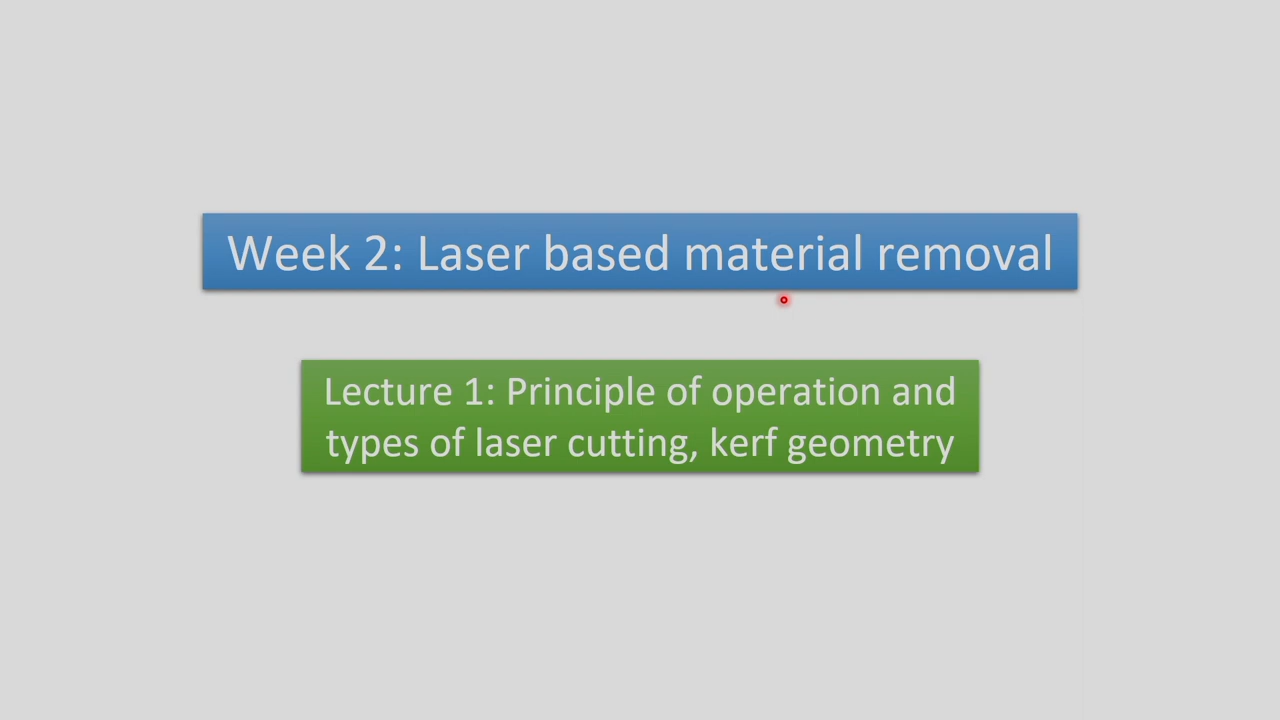 Week 2: Laser based material removal
Lecture 1: Principle of operation and
types of laser cutting, kerf geometry